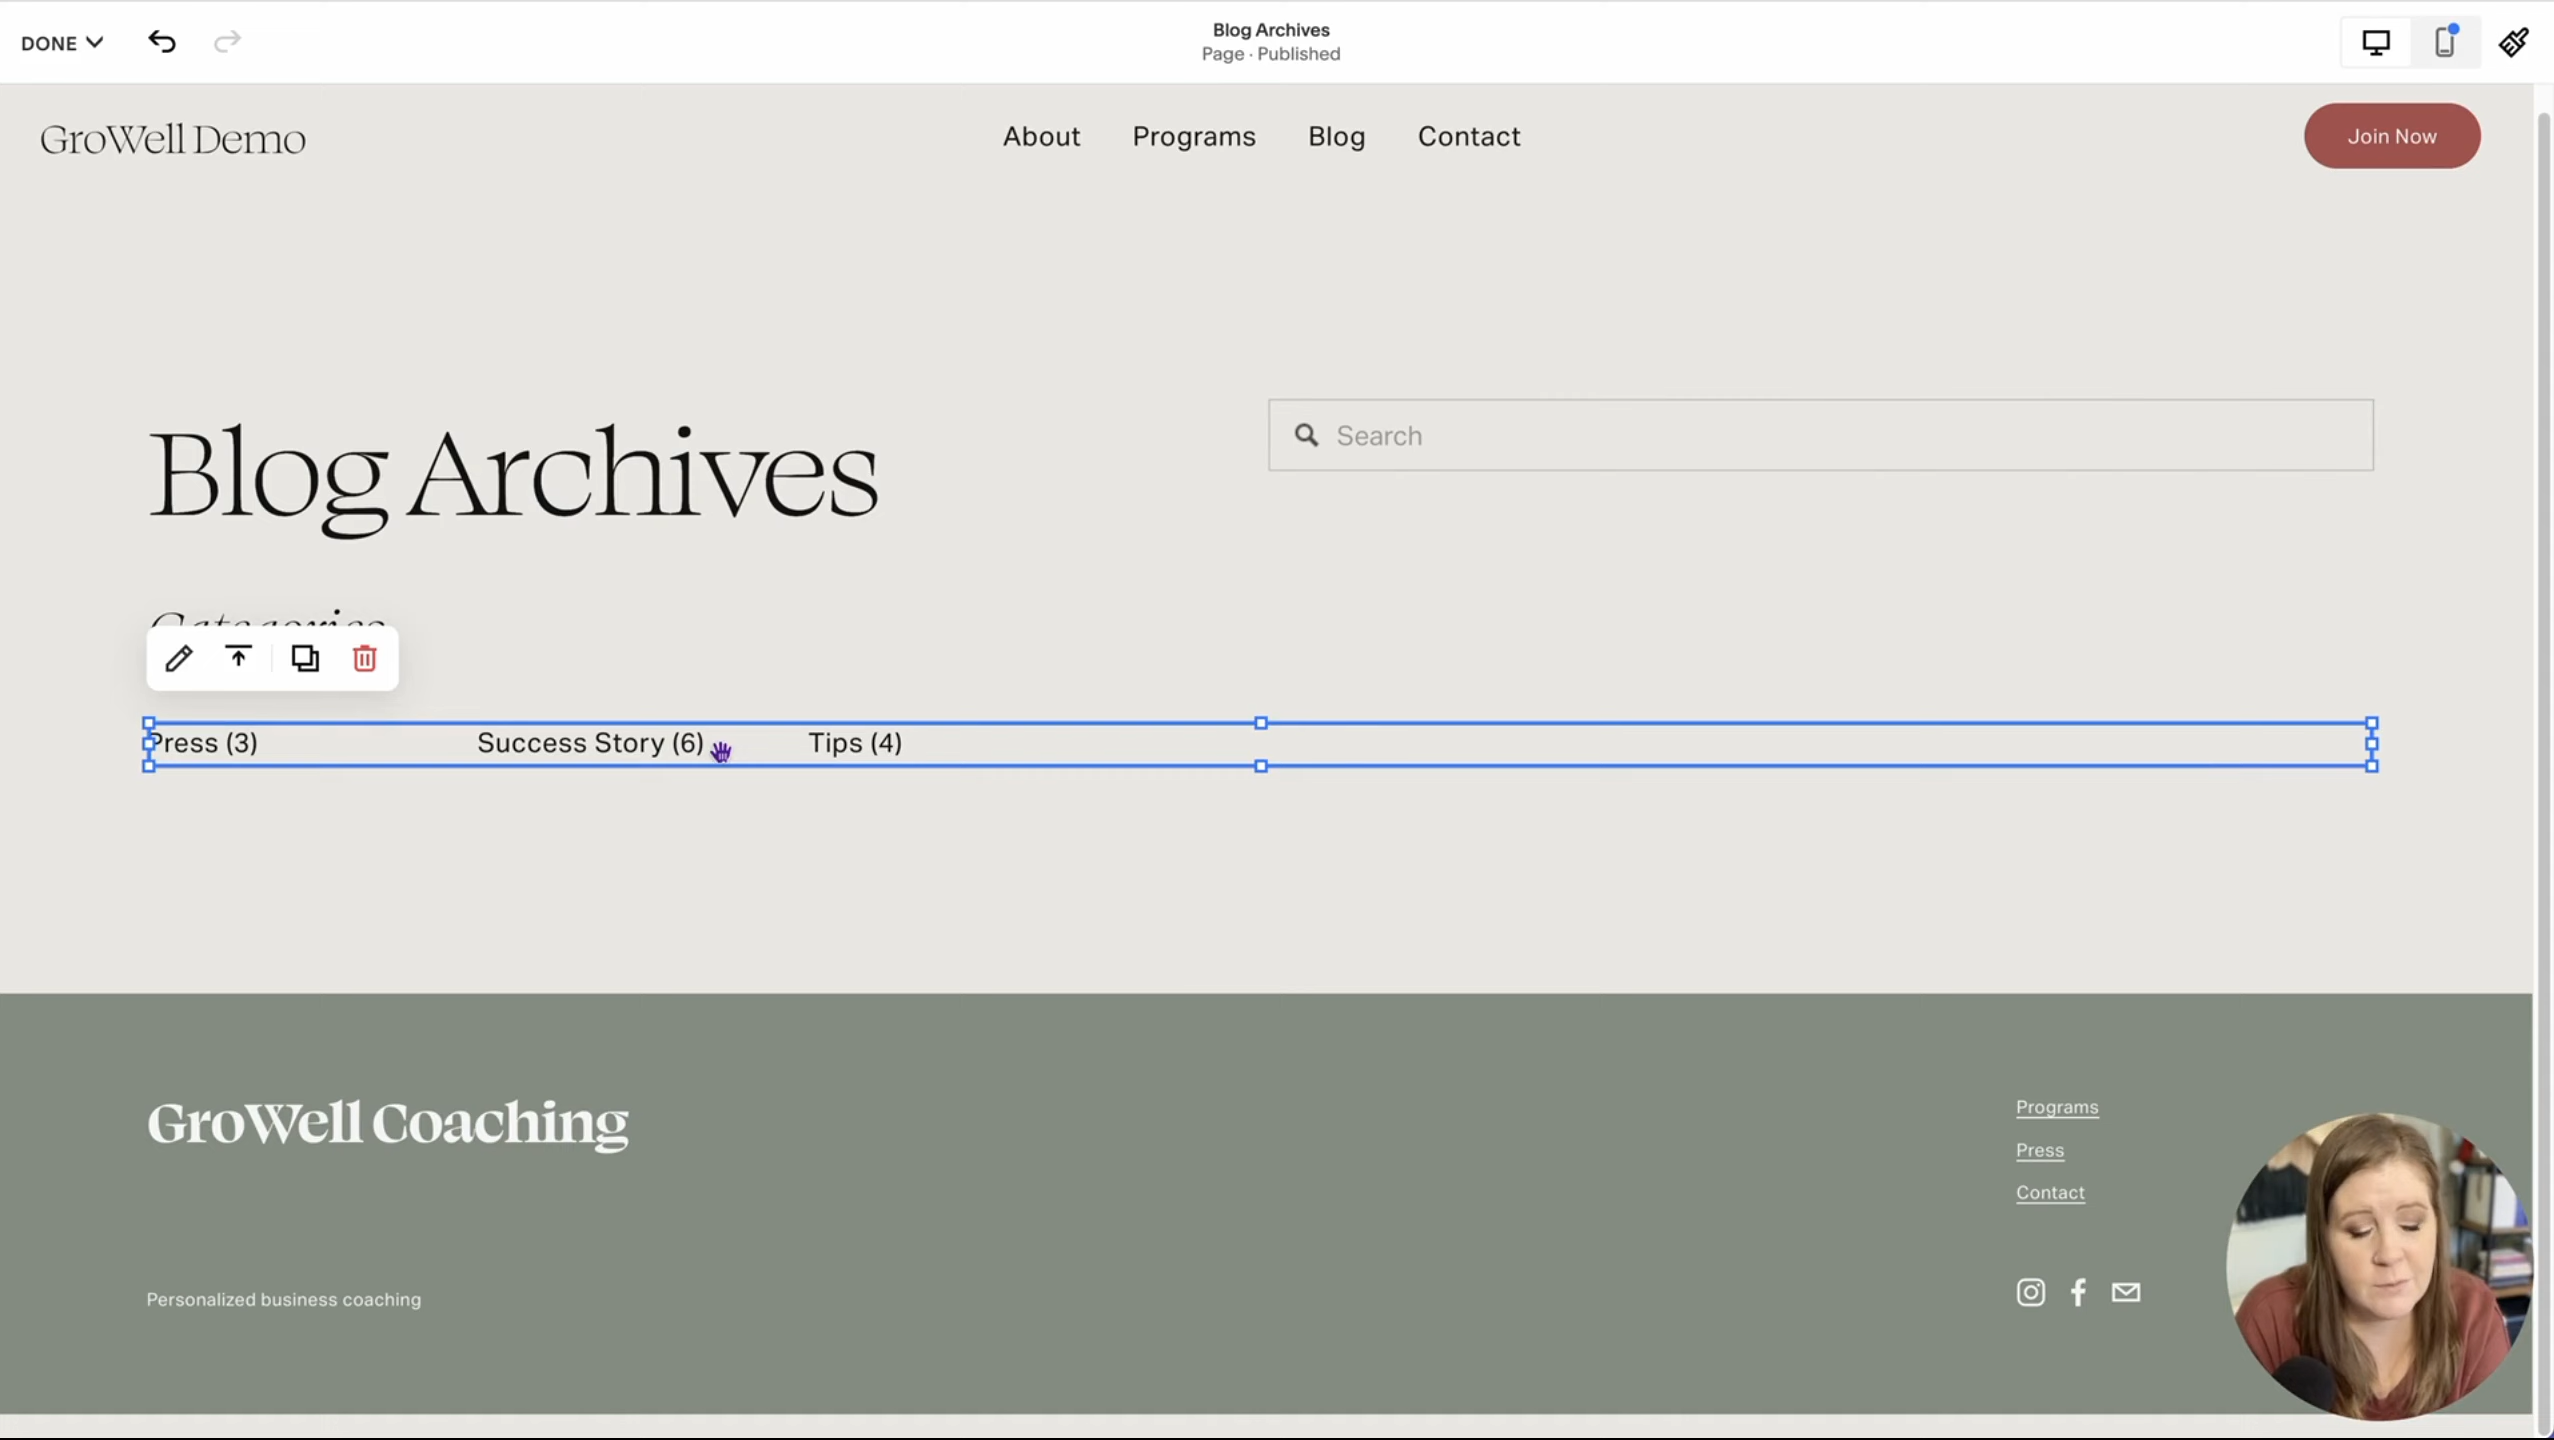 DONE
Blog Archives
Page · Published
GroWell Demo
About Programs Blog Contact
Join Now
Blog Archives
Search
Categories
Press (3) Success Story (6) Tips (4)
GroWell Coaching
Programs
Press
Contact
Personalized business coaching